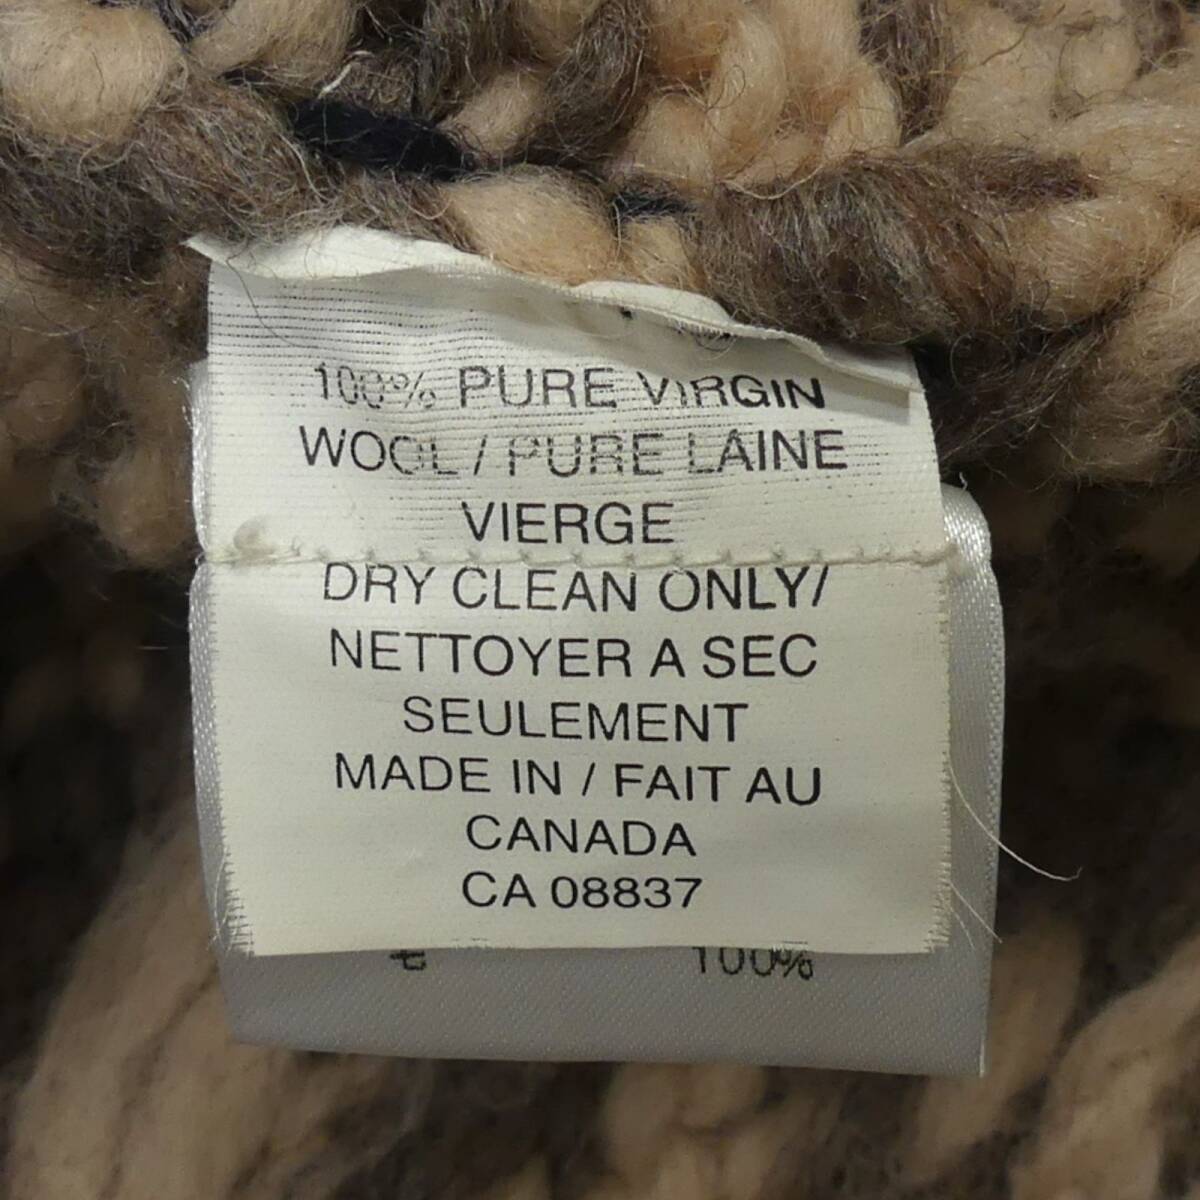 100% PURE VIRGIN
WOOL / PURE LAINE
VIERGE
DRY CLEAN ONLY/
NETTOYER A SEC
SEULEMENT
MADE IN / FAIT AU
CANADA
CA 08837
毛 100%